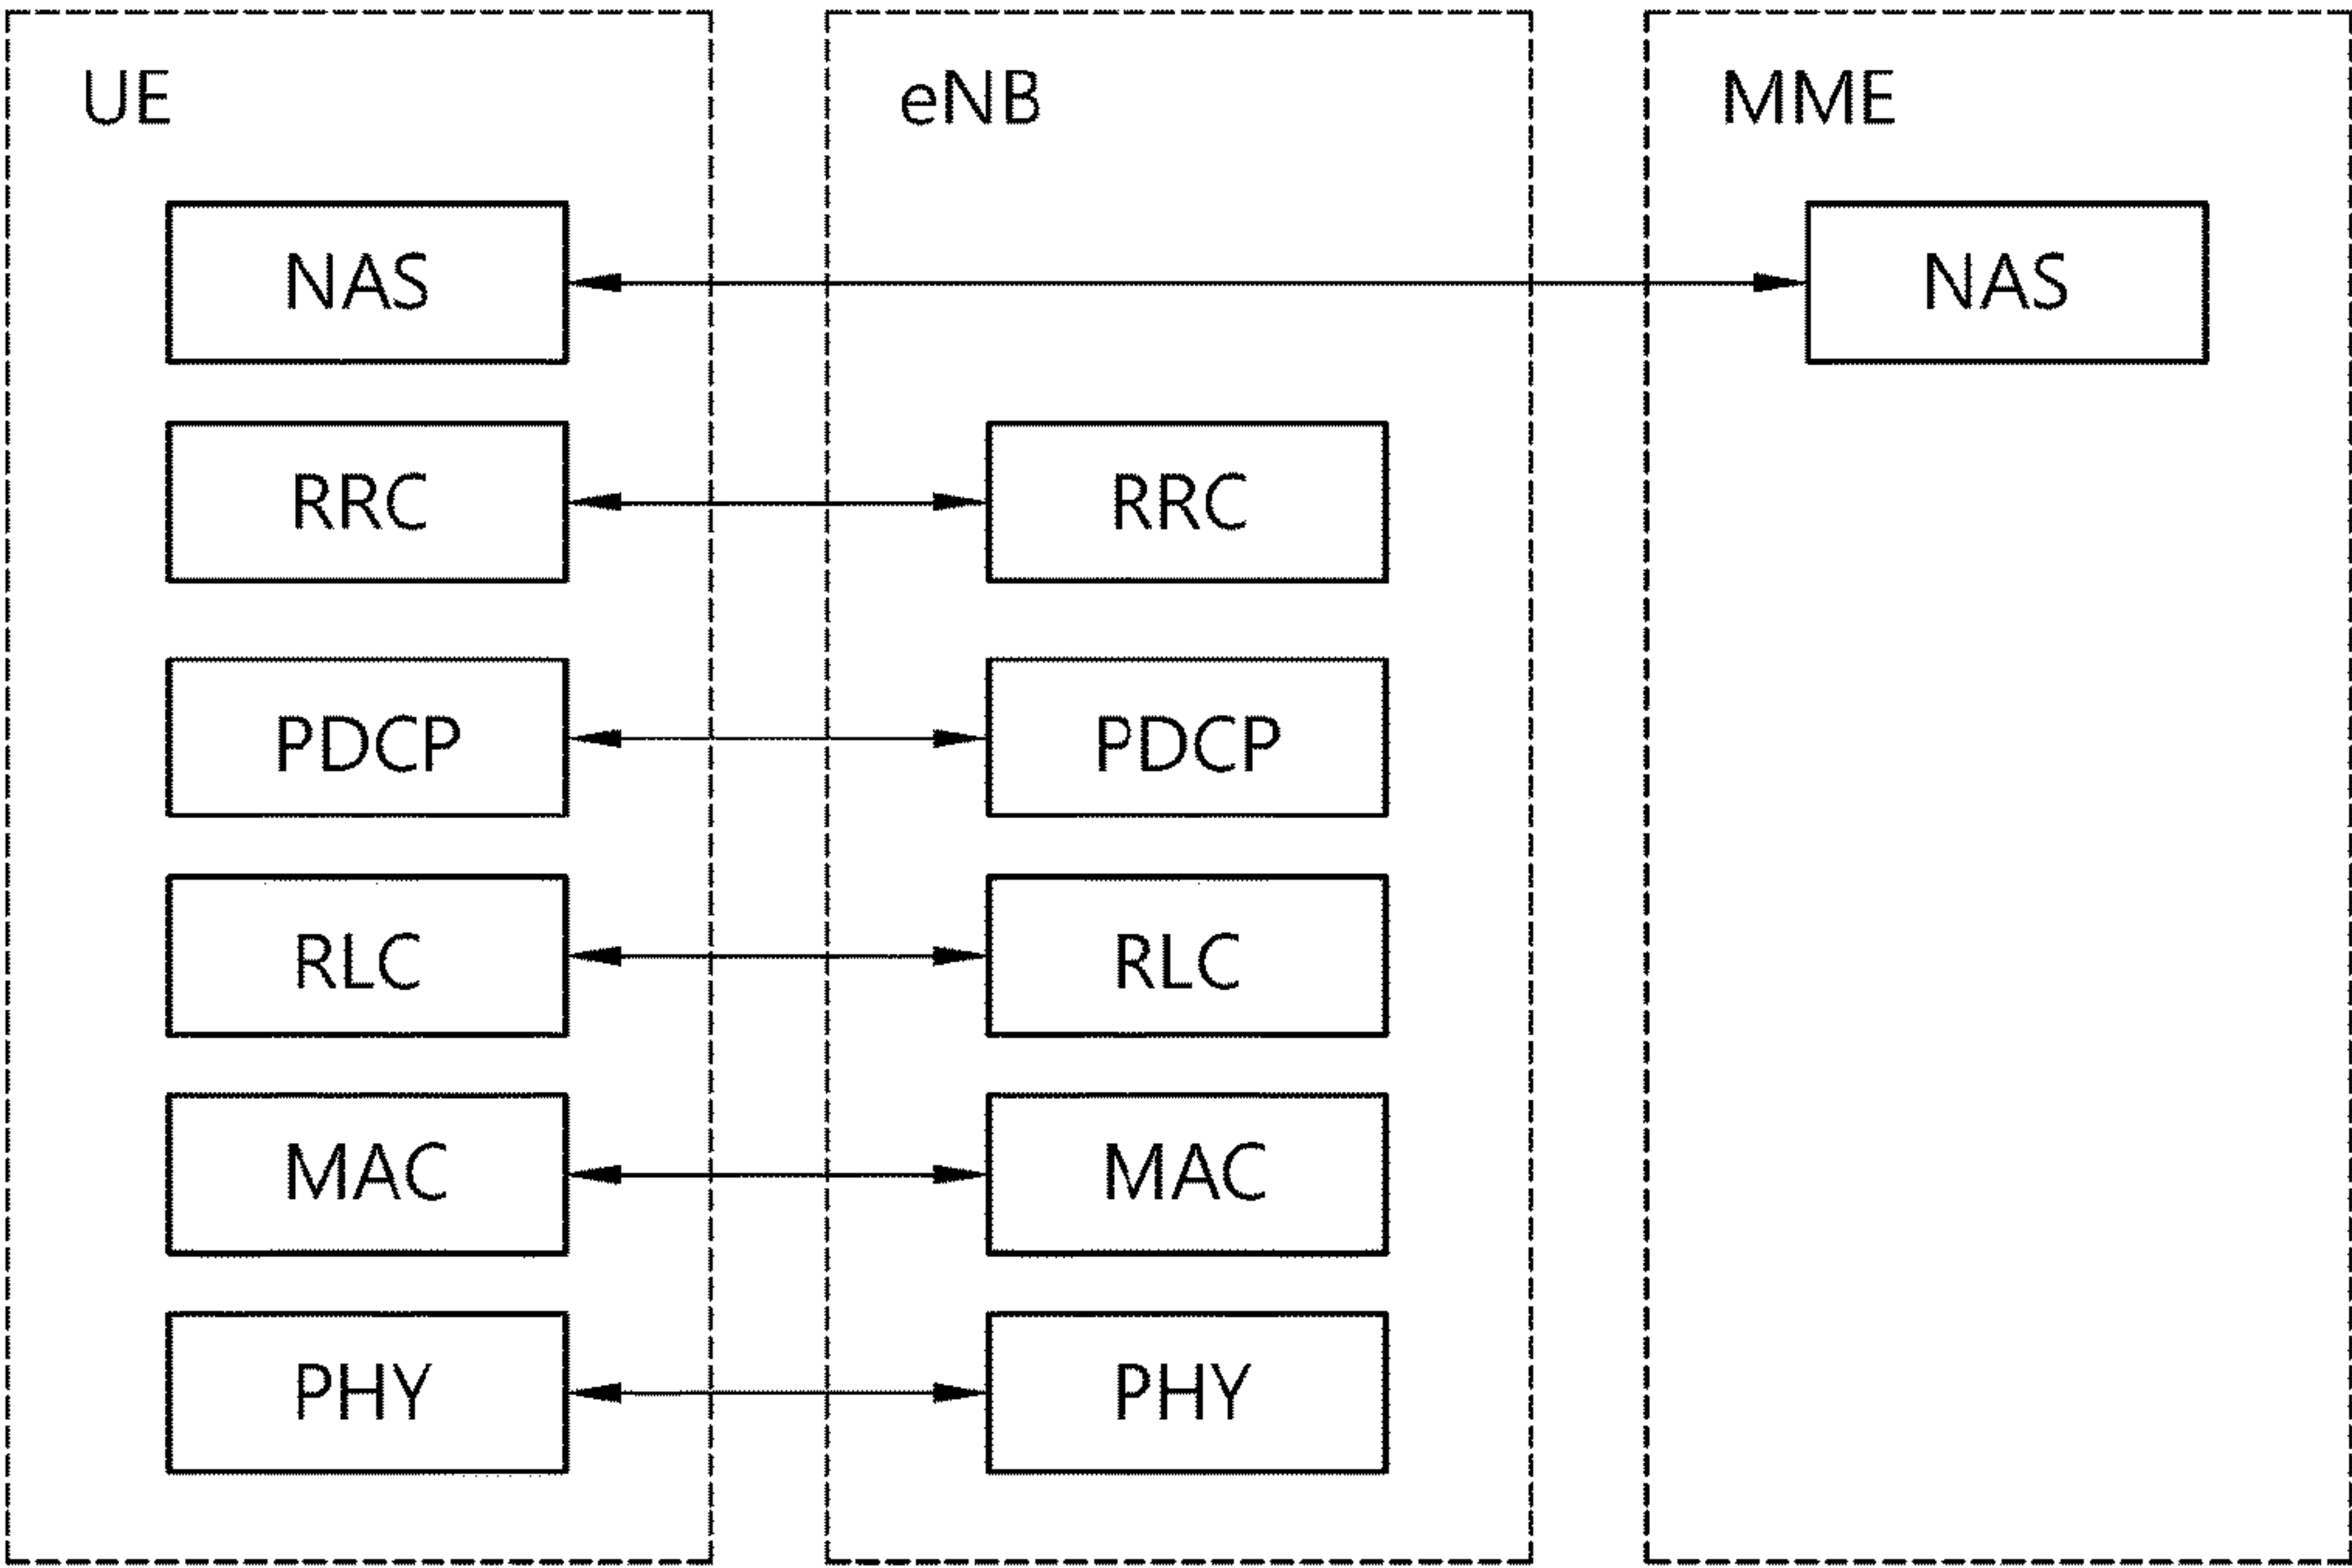 UE
eNB
MME
NAS
NAS
RRC
RRC
PDCP
PDCP
RLC
RLC
MAC
MAC
PHY
PHY